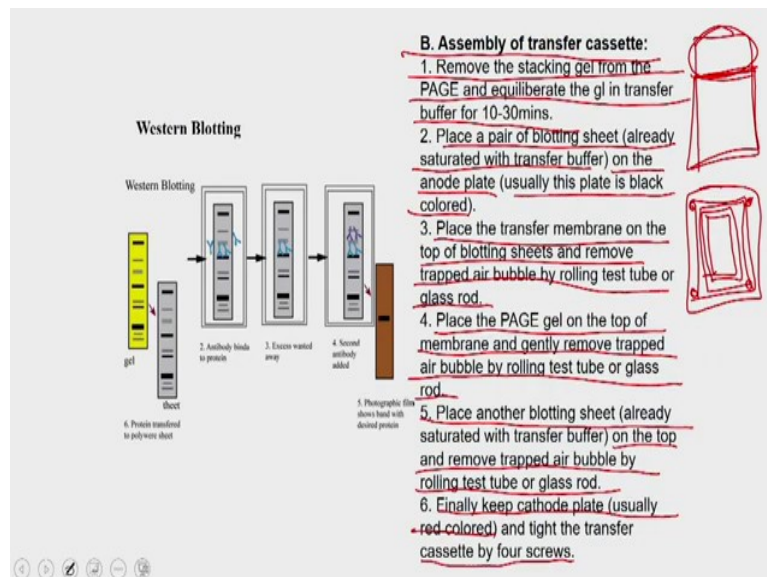 Western Blotting
Western Blotting
gel
sheet
6. Protein transfered
to polywere sheet
2. Antibody binda
to protein
3. Excess wanted
away
4. Second
antibody
added
5. Photographic film
shows band with
desired protein
B. Assembly of transfer cassette:
1. Remove the stacking gel from the
PAGE and equiliberate the gl in transfer
buffer for 10-30mins.
2. Place a pair of blotting sheet (already
saturated with transfer buffer) on the
anode plate (usually this plate is black
colored).
3. Place the transfer membrane on the
top of blotting sheets and remove
trapped air bubble by rolling test tube or
glass rod.
4. Place the PAGE gel on the top of
membrane and gently remove trapped
air bubble by rolling test tube or glass
rod.
5. Place another blotting sheet (already
saturated with transfer buffer) on the top
and remove trapped air bubble by
rolling test tube or glass rod.
6. Finally keep cathode plate (usually
red colored) and tight the transfer
cassette by four screws.